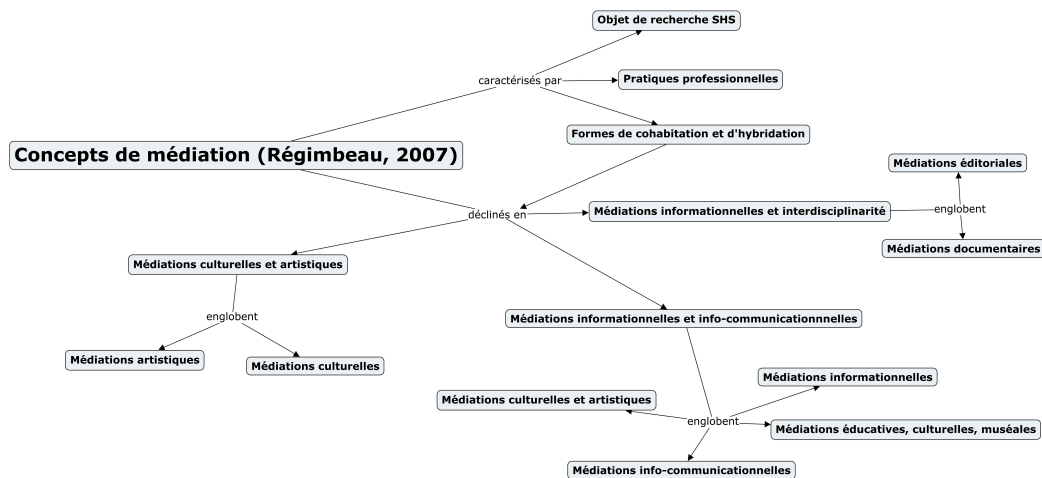 Objet de recherche SHS
caractérisés par
Pratiques professionnelles
Formes de cohabitation et d'hybridation
Concepts de médiation (Régimbeau, 2007)
Médiations éditoriales
déclinés en
Médiations informationnelles et interdisciplinarité
englobent
Médiations documentaires
Médiations culturelles et artistiques
englobent
Médiations artistiques
Médiations culturelles
Médiations informationnelles et info-communicationnnelles
Médiations informationnelles
Médiations culturelles et artistiques
englobent
Médiations éducatives, culturelles, muséales
Médiations info-communicationnelles